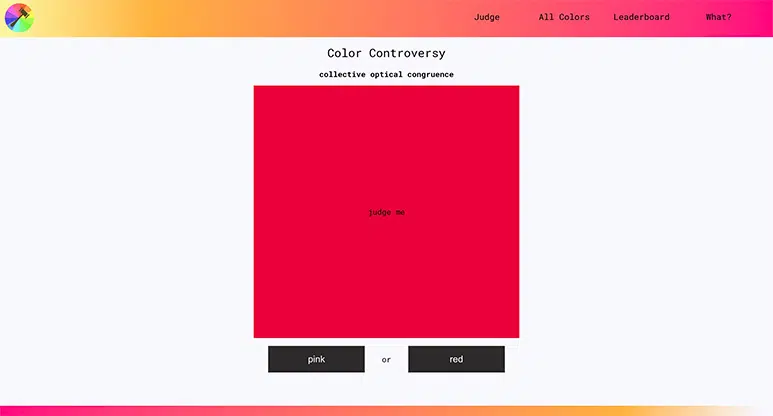 Judge All Colors Leaderboard What?
Color Controversy
collective optical congruence
judge me
pink or red